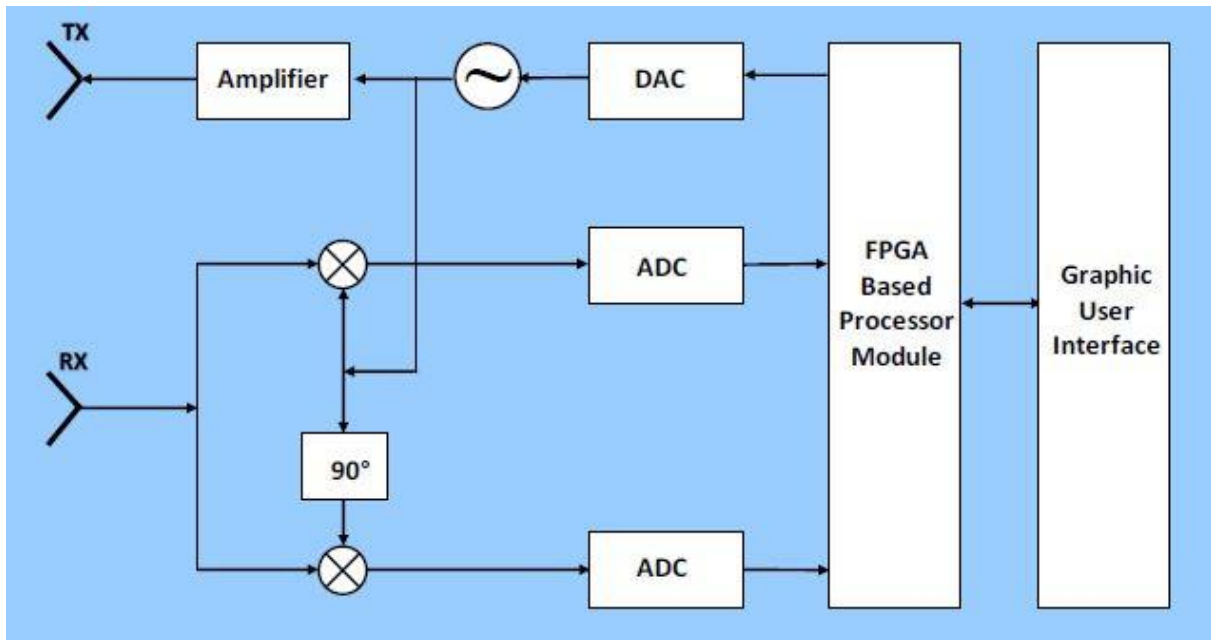 TX
Amplifier
DAC
ADC
FPGA
Based
Processor
Module
Graphic
User
Interface
RX
90°
ADC